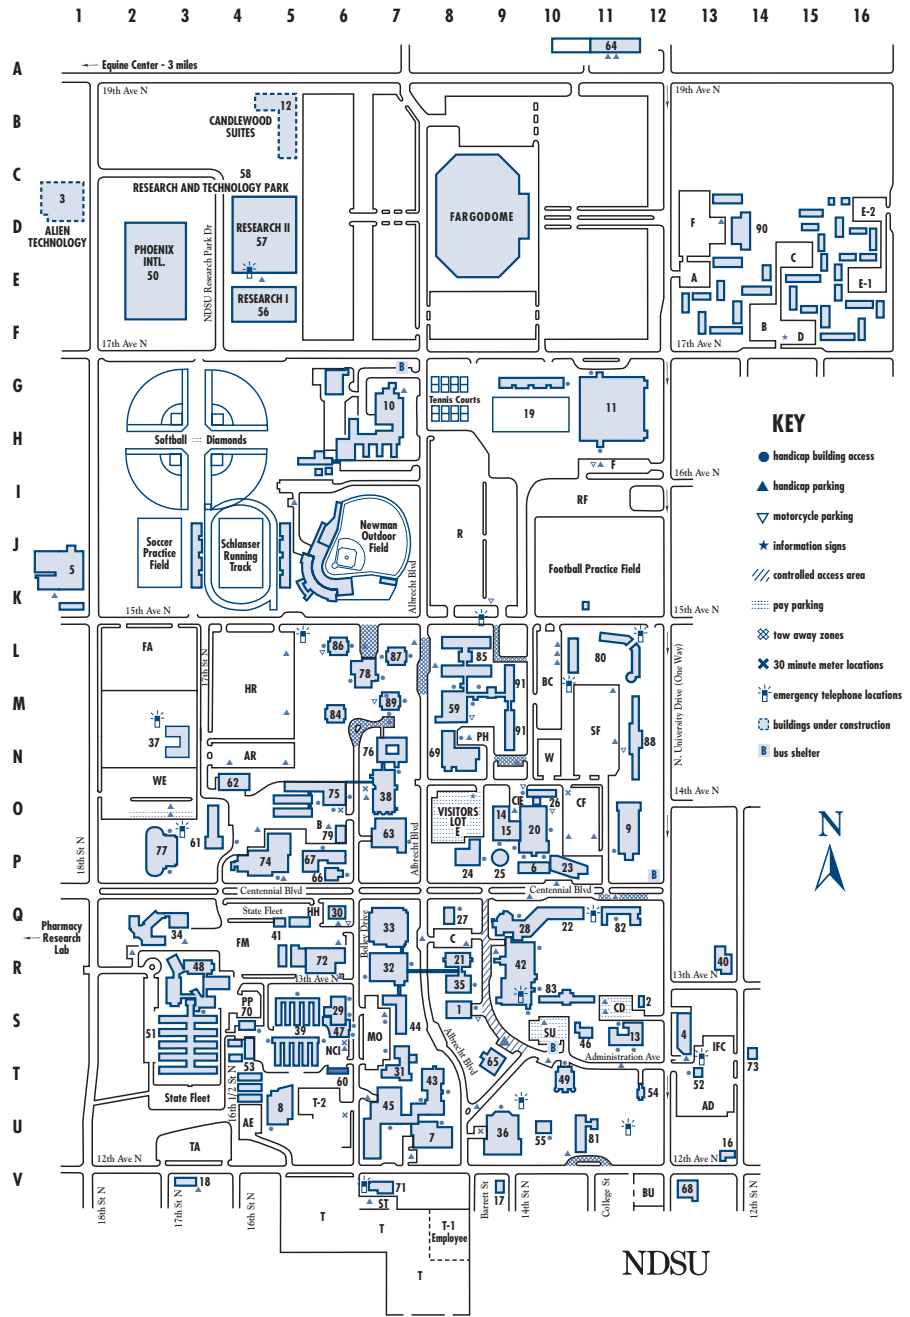 1 2 3 4 5 6 7 8 9 10 11 12 13 14 15 16
A
64
Equine Center - 3 miles
19th Ave N
19th Ave N
B
12
CANDLEWOOD
SUITES
C
58
RESEARCH AND TECHNOLOGY PARK
3
ALIEN
TECHNOLOGY
D
PHOENIX
INTL.
50
NDSU Research Park Dr
RESEARCH II
57
FARGODOME
F
90
E-2
C
E
RESEARCH I
56
A
E-1
B
D
F
17th Ave N
17th Ave N
G
B
10
Tennis Courts
19
11
H
Softball Diamonds
F
16th Ave N
KEY
handicap building access
handicap parking
motorcycle parking
information signs
controlled access area
pay parking
tow away zones
30 minute meter locations
emergency telephone locations
buildings under construction
B bus shelter
I
RF
J
5
Soccer
Practice
Field
Schlanser
Running
Track
Newman
Outdoor
Field
R
Football Practice Field
Albrecht Blvd
K
15th Ave N
15th Ave N
L
FA
17th St N
86
87
78
85
BC
80
N. University Drive (One Way)
M
HR
84
89
59
91
91
SF
88
37
N
AR
76
69
PH
W
WE
62
14th Ave N
O
75
38
VISITORS
LOT
E
CIE
26
CF
14
15
20
9
B
79
63
61
18th St N
P
77
74
67
66
Albrecht Blvd
24
25
6
23
B
Centennial Blvd
Centennial Blvd
N
Q
State Fleet
HH
30
Bolley Drive
33
27
28
22
82
Pharmacy
Research
Lab
34
41
FM
C
R
48
72
32
21
35
42
40
13th Ave N
13th Ave N
PP
70
83
CD
2
S
51
39
29
47
NCI
MO
44
1
SU
B
46
13
4
IFC
Administration Ave
T
53
60
31
Albrecht Blvd
65
43
49
54
52
73
State Fleet
16th 1/2 St N
8
T-2
45
AD
U
AE
TA
7
36
55
81
16
12th Ave N
12th Ave N
V
18
71
ST
17
BU
68
18th St N
17th St N
16th St N
Barrett St
14th St N
College St
12th St N
T
T
T-1
Employee
T
NDSU